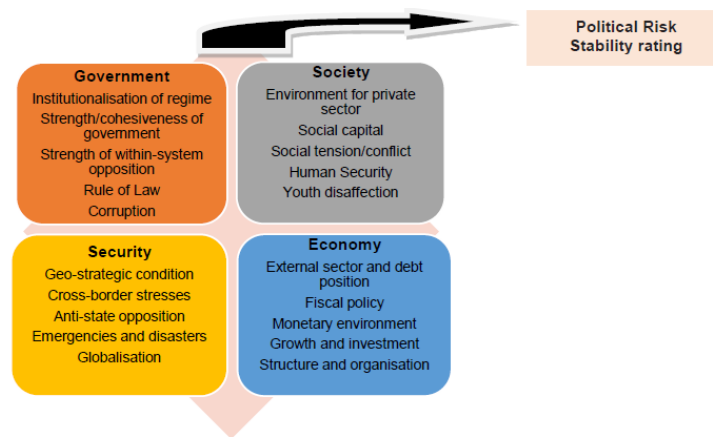 Political Risk
Stability rating
Government
Institutionalisation of regime
Strength/cohesiveness of
government
Strength of within-system
opposition
Rule of Law
Corruption
Society
Environment for private
sector
Social capital
Social tension/conflict
Human Security
Youth disaffection
Security
Geo-strategic condition
Cross-border stresses
Anti-state opposition
Emergencies and disasters
Globalisation
Economy
External sector and debt
position
Fiscal policy
Monetary environment
Growth and investment
Structure and organisation